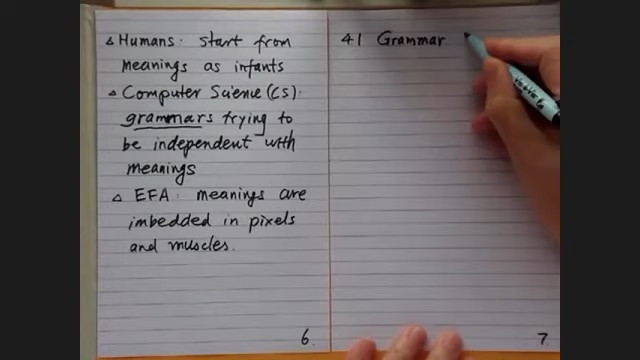 △ Humans: start from
meanings as infants
△ Computer Science (CS):
grammars trying to
be independent with
meanings
△ EFA: meanings are
imbedded in pixels
and muscles.
6
41 Grammar
7